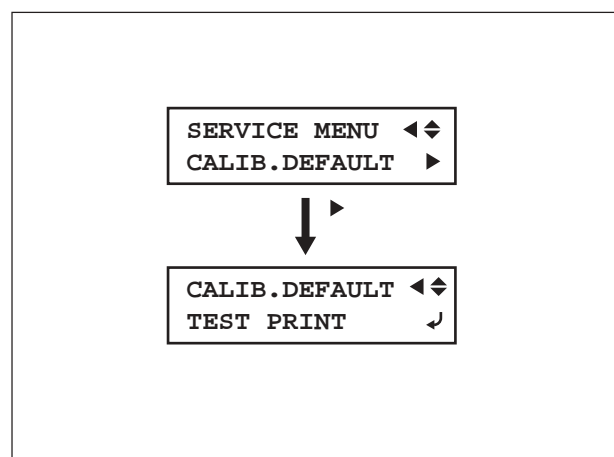 SERVICE MENU ◀⬘
CALIB.DEFAULT ▶
▶
CALIB.DEFAULT ◀⬘
TEST PRINT ↵